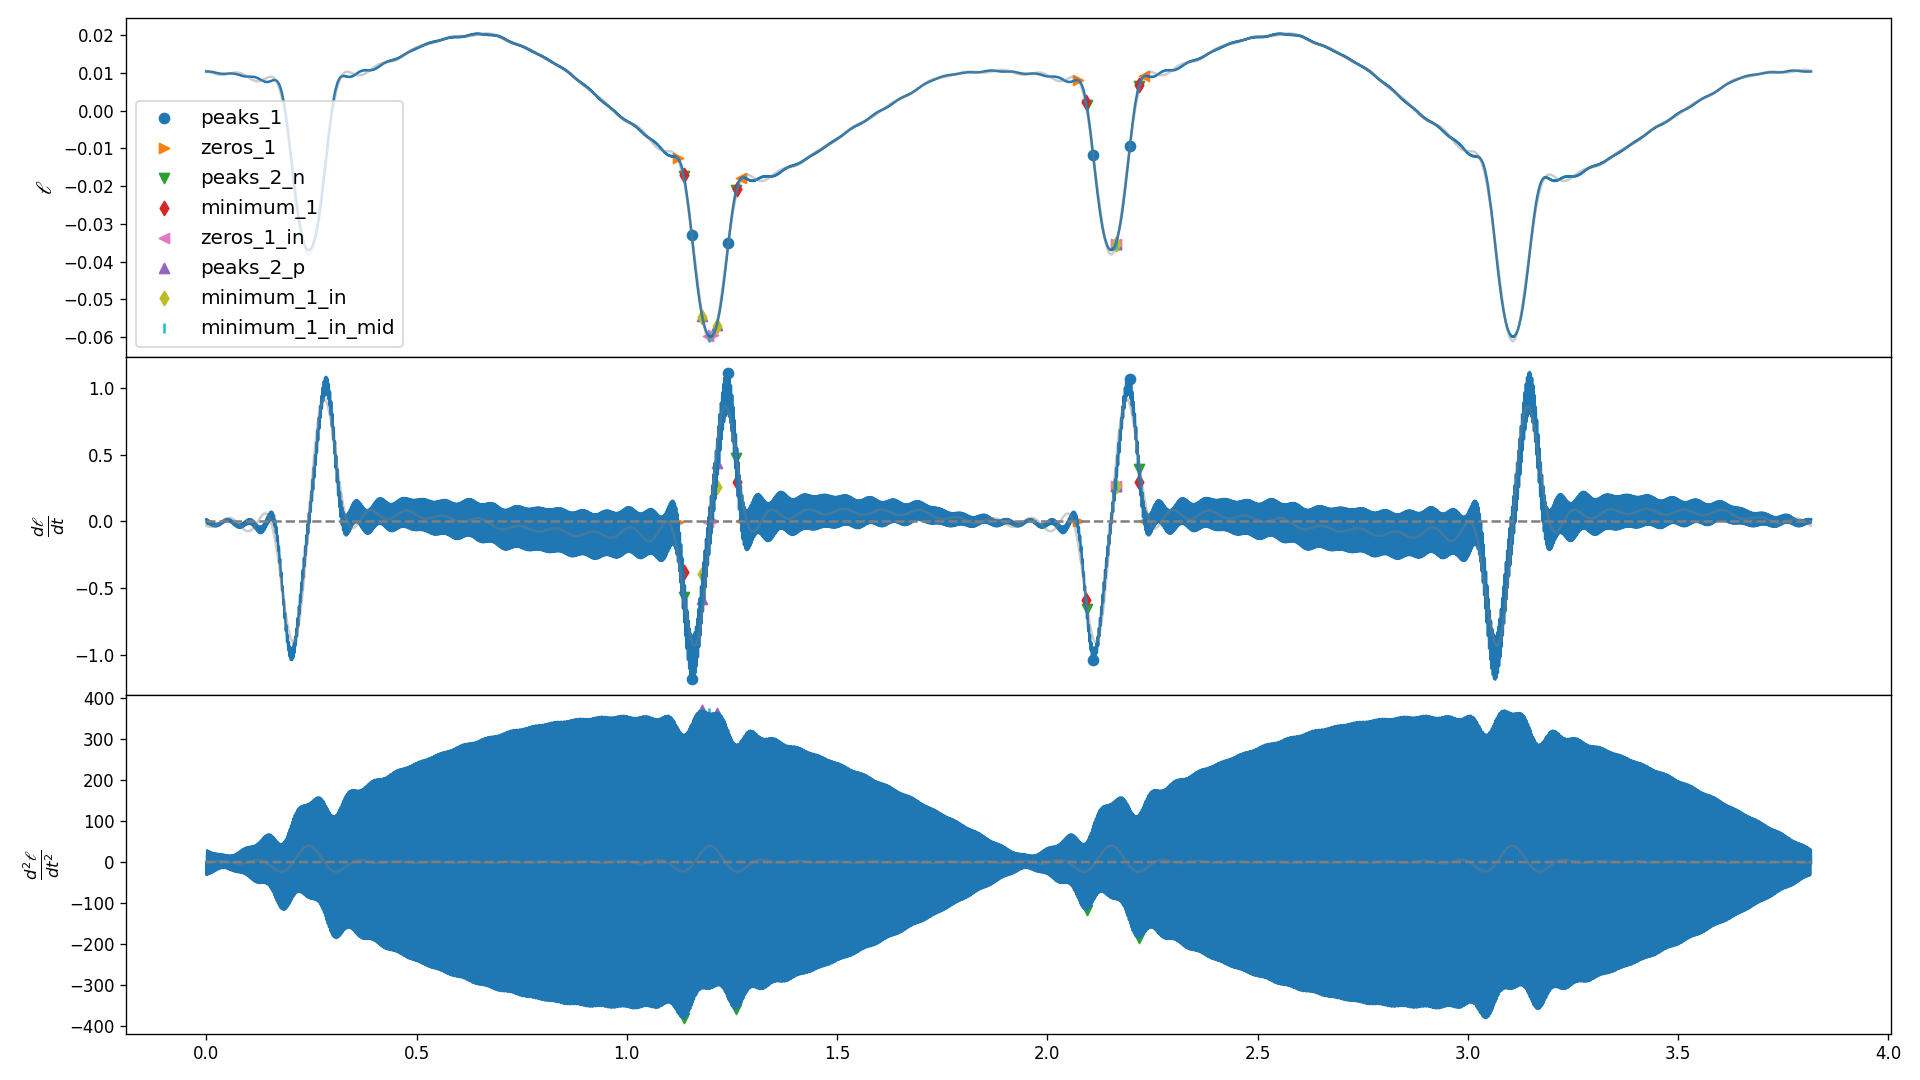 0.02
0.01
0.00
−0.01
−0.02
−0.03
−0.04
−0.05
−0.06
ℓ
peaks_1
zeros_1
peaks_2_n
minimum_1
zeros_1_in
peaks_2_p
minimum_1_in
minimum_1_in_mid
1.0
0.5
0.0
−0.5
−1.0
dℓ
dt
400
300
200
100
0
−100
−200
−300
−400
d²ℓ
dt²
0.0 0.5 1.0 1.5 2.0 2.5 3.0 3.5 4.0